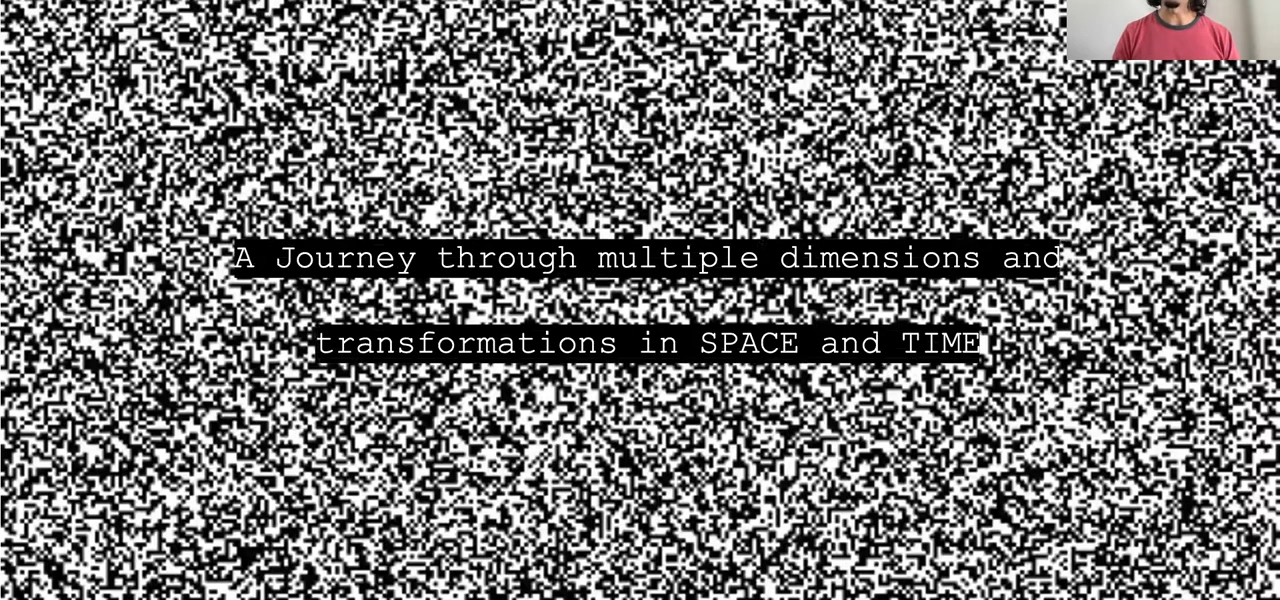 A Journey through multiple dimensions and
transformations in SPACE and TIME